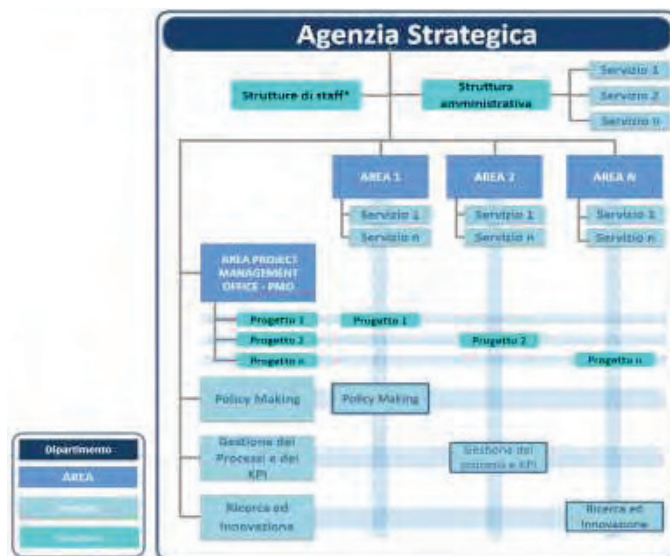 Agenzia Strategica
Strutture di staff*
Struttura
amministrativa
Servizio 1
Servizio 2
Servizio n
AREA 1
AREA 2
AREA N
Servizio 1
Servizio n
Servizio 1
Servizio n
Servizio 1
Servizio n
AREA PROJECT
MANAGEMENT
OFFICE - PMO
Progetto 1
Progetto 2
Progetto n
Progetto 1
Progetto 2
Progetto n
Policy Making
Policy Making
Gestione dei
Processi e dei
KPI
Gestione dei
processi e KPI
Ricerca ed
Innovazione
Ricerca ed
Innovazione
Dipartimento
AREA